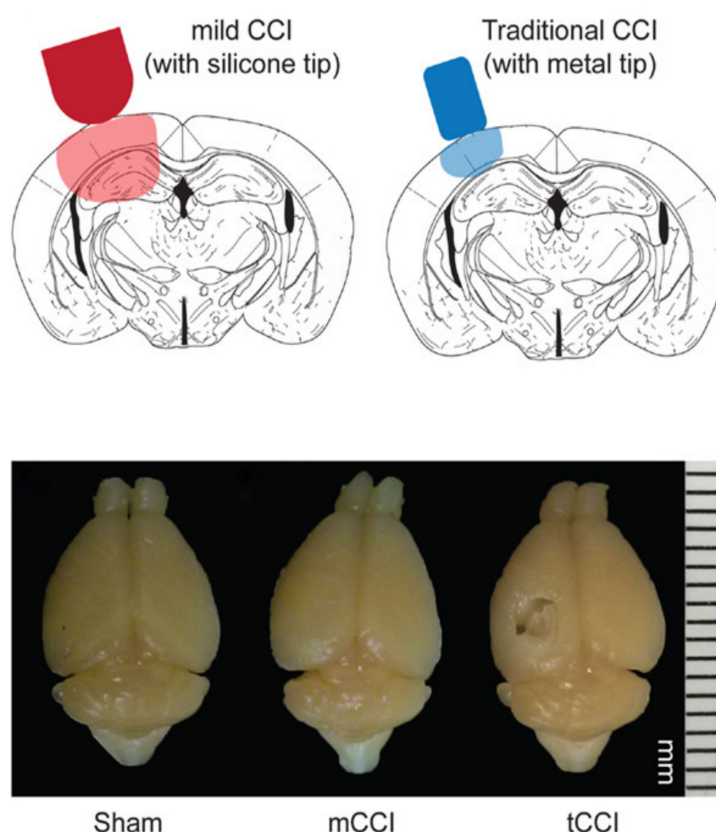 mild CCI
(with silicone tip)
Traditional CCI
(with metal tip)
mm
Sham
mCCI
tCCI